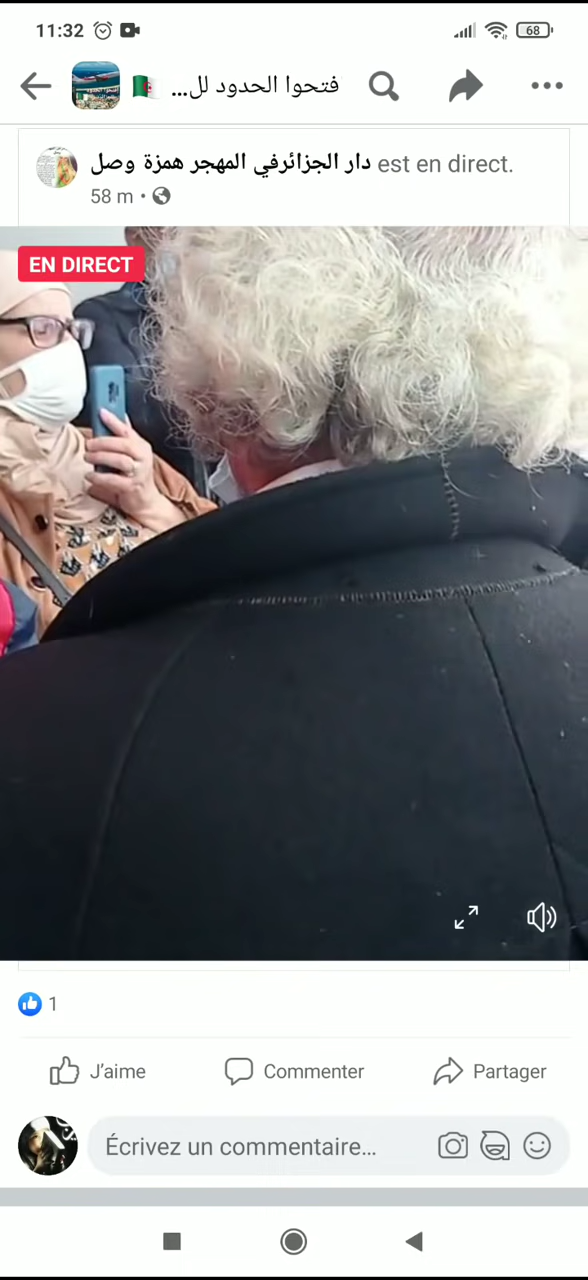 11:32
68
فتحوا الحدود لل...
دار الجزائرفي المهجر همزة وصل est en direct.
58 m
EN DIRECT
1
J'aime
Commenter
Partager
Écrivez un commentaire...